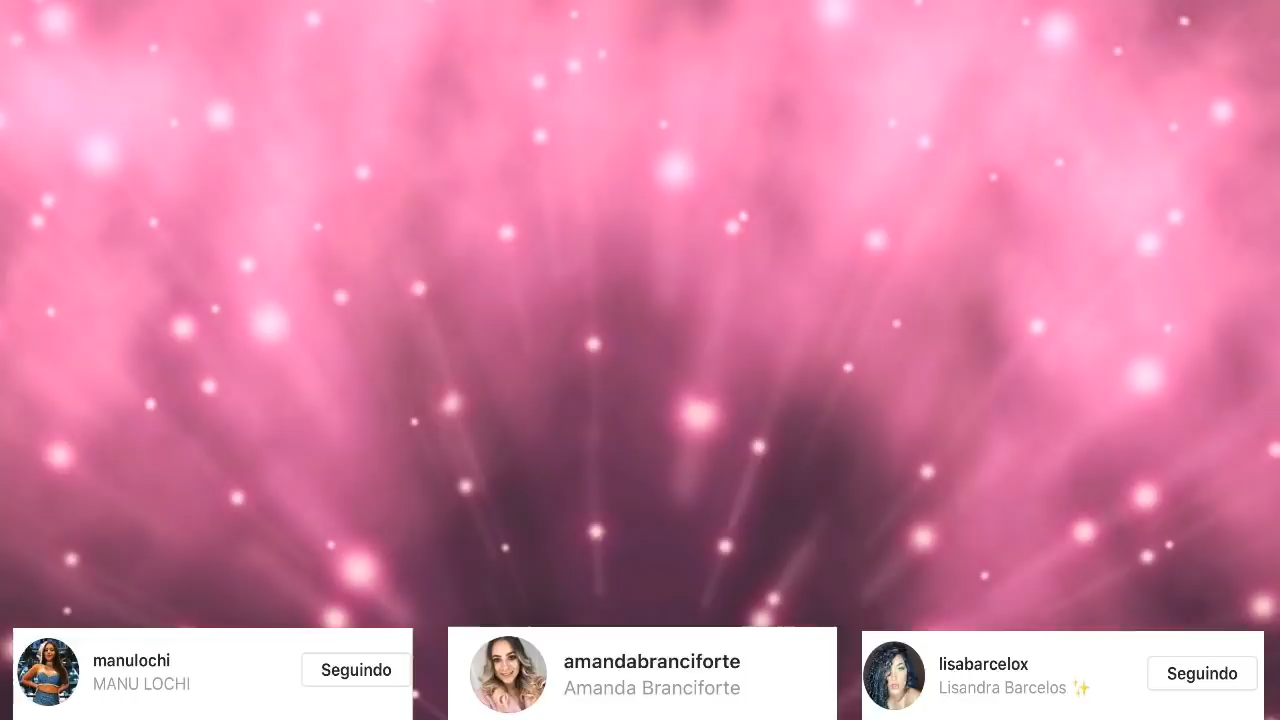 manulochi
MANU LOCHI
Seguindo
amandabranciforte
Amanda Branciforte
lisabarcelox
Lisandra Barcelos ✨
Seguindo